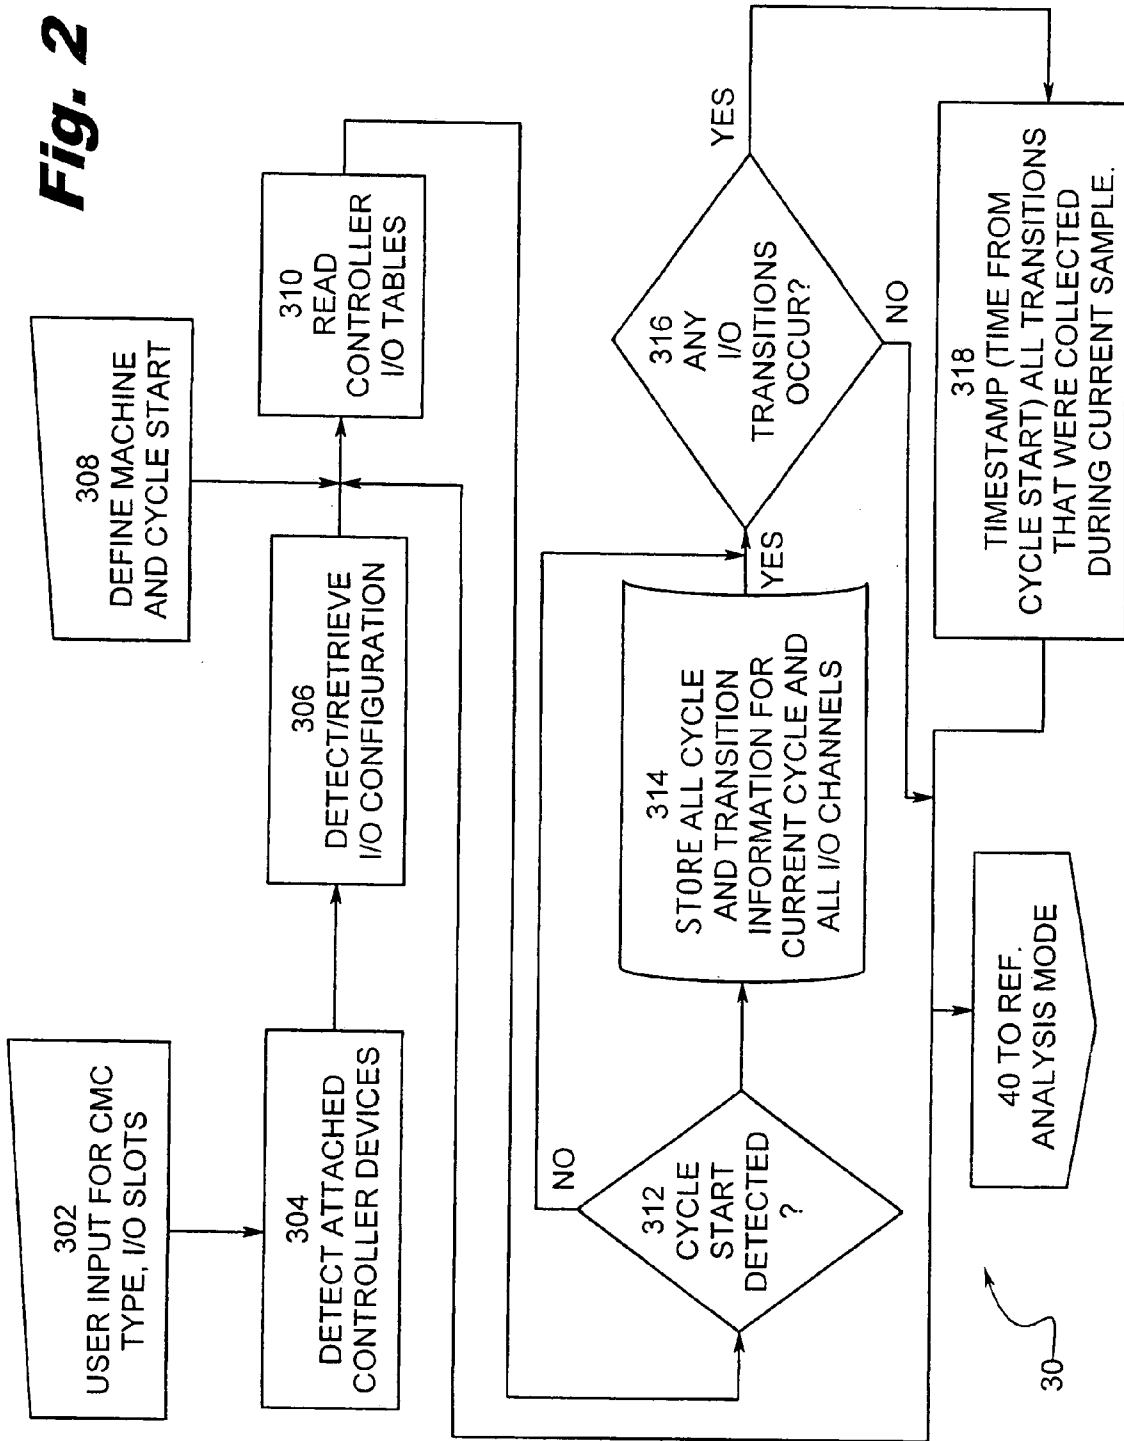 Fig. 2
302
USER INPUT FOR CMC
TYPE, I/O SLOTS
304
DETECT ATTACHED
CONTROLLER DEVICES
306
DETECT/RETRIEVE
I/O CONFIGURATION
308
DEFINE MACHINE
AND CYCLE START
310
READ
CONTROLLER
I/O TABLES
312
CYCLE
START
DETECTED
?
NO
YES
314
STORE ALL CYCLE
AND TRANSITION
INFORMATION FOR
CURRENT CYCLE AND
ALL I/O CHANNELS
316
ANY
I/O
TRANSITIONS
OCCUR?
YES
NO
318
TIMESTAMP (TIME FROM
CYCLE START) ALL TRANSITIONS
THAT WERE COLLECTED
DURING CURRENT SAMPLE.
40 TO REF.
ANALYSIS MODE
30